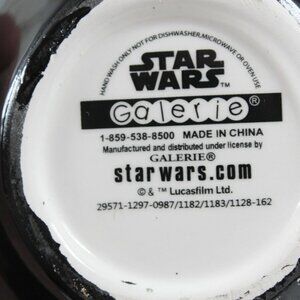 HAND WASH ONLY NOT FOR DISHWASHER, MICROWAVE OR OVEN USE
STAR
WARS
Galerie®
1-859-538-8500 MADE IN CHINA
Manufactured and distributed under license by
GALERIE®
starwars.com
© & ™ Lucasfilm Ltd.
29571-1297-0987/1182/1183/1128-162